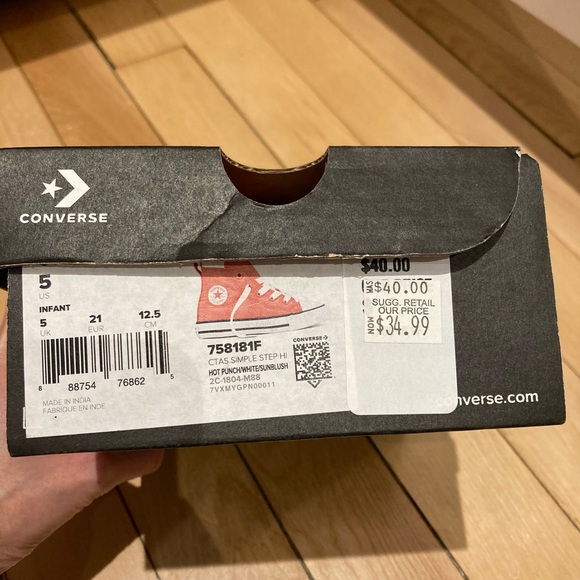 CONVERSE
5
US
INFANT
5 21 12.5
UK EUR CM
8 88754 76862 5
MADE IN INDIA
FABRIQUE EN INDE
758181F
CTAS SIMPLE STEP HI
HOT PUNCH/WHITE/SUNBLUSH
2C-1804-MS8
7VXMYGPN00011
CONVERSE
$40.00
WAS $40.00
SUGG. RETAIL
OUR PRICE
NOW $34.99
converse.com